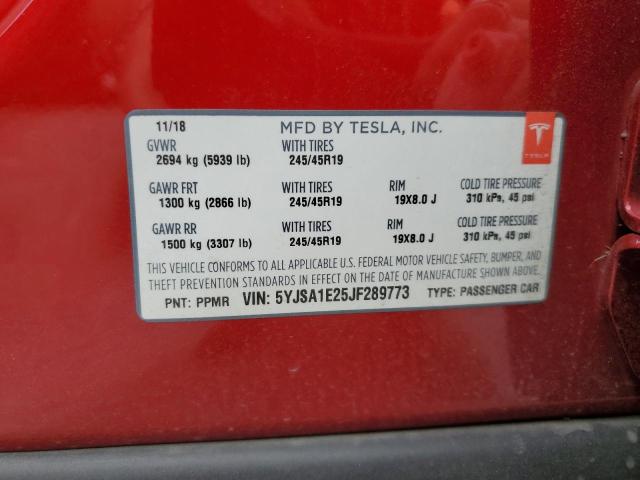 11/18 MFD BY TESLA, INC.
GVWR WITH TIRES
2694 kg (5939 lb) 245/45R19
TESLA
GAWR FRT WITH TIRES RIM COLD TIRE PRESSURE
1300 kg (2866 lb) 245/45R19 19X8.0 J 310 kPs, 45 psi
GAWR RR WITH TIRES RIM COLD TIRE PRESSURE
1500 kg (3307 lb) 245/45R19 19X8.0 J 310 kPs, 45 psi
THIS VEHICLE CONFORMS TO ALL APPLICABLE U.S. FEDERAL MOTOR VEHICLE SAFETY, BUMPER, AND
THEFT PREVENTION STANDARDS IN EFFECT ON THE DATE OF MANUFACTURE SHOWN ABOVE.
PNT: PPMR VIN: 5YJSA1E25JF289773 TYPE: PASSENGER CAR